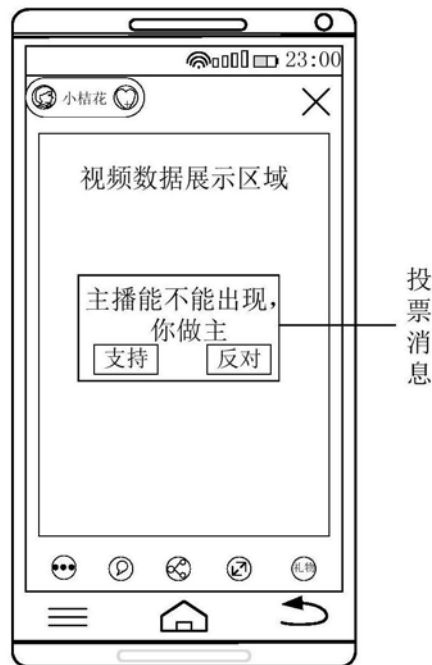 23:00
小桔花
视频数据展示区域
主播能不能出现,
你做主
支持
反对
投票消息
礼物